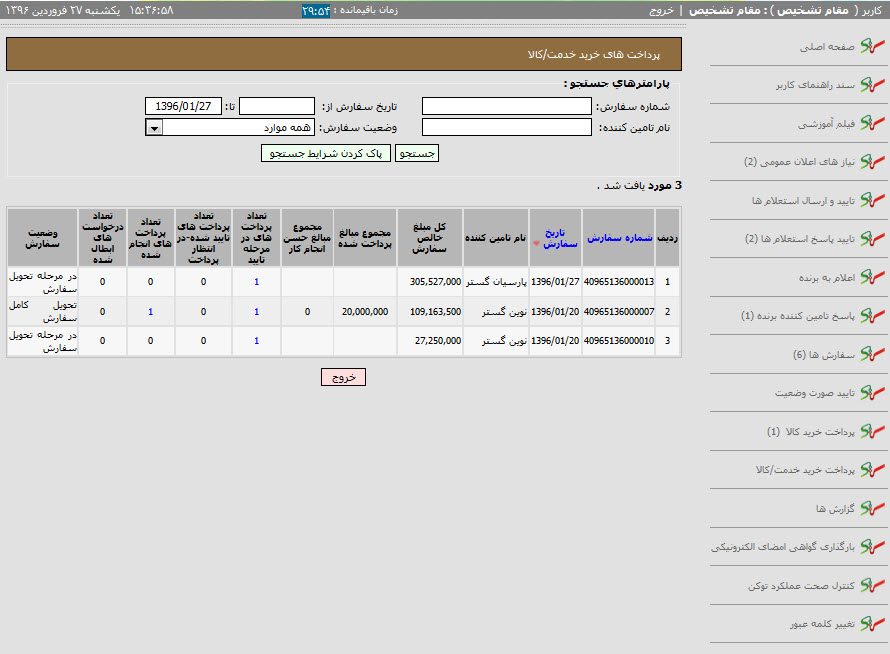 کاربر ( مقام تشخیص ) : مقام تشخیص | خروج
زمان باقیمانده : ۲۹:۵۴
۱۵:۳۶:۵۸ یکشنبه ۲۷ فروردین ۱۳۹۶
صفحه اصلی
سند راهنمای کاربر
فیلم آموزشی
نیاز های اعلان عمومی (2)
تایید و ارسال استعلام ها
تایید پاسخ استعلام ها (2)
اعلام به برنده
پاسخ تامین کننده برنده (1)
سفارش ها (6)
تایید صورت وضعیت
پرداخت خرید کالا (1)
پرداخت خرید خدمت/کالا
گزارش ها
بارگذاری گواهی امضای الکترونیکی
کنترل صحت عملکرد توکن
تغییر کلمه عبور
پرداخت های خرید خدمت/کالا
پارامترهای جستجو :
شماره سفارش: تاریخ سفارش از: تا: 1396/01/27
نام تامین کننده: وضعیت سفارش: همه موارد
جستجو پاک کردن شرایط جستجو
3 مورد یافت شد .
ردیف شماره سفارش تاریخ سفارش نام تامین کننده کل مبلغ خالص سفارش مجموع مبالغ پرداخت شده مجموع مبالغ حسن انجام کار تعداد پرداخت های در مرحله تایید تعداد پرداخت های تایید شده-در انتظار پرداخت تعداد پرداخت های انجام شده تعداد درخواست های ابطال شده وضعیت سفارش
1 40965136000013 1396/01/27 پارسیان گستر 305,527,000 1 0 0 0 در مرحله تحویل سفارش
2 40965136000007 1396/01/20 نوین گستر 109,163,500 20,000,000 0 1 0 1 0 تحویل کامل سفارش
3 40965136000010 1396/01/20 نوین گستر 27,250,000 1 0 0 0 در مرحله تحویل سفارش
خروج